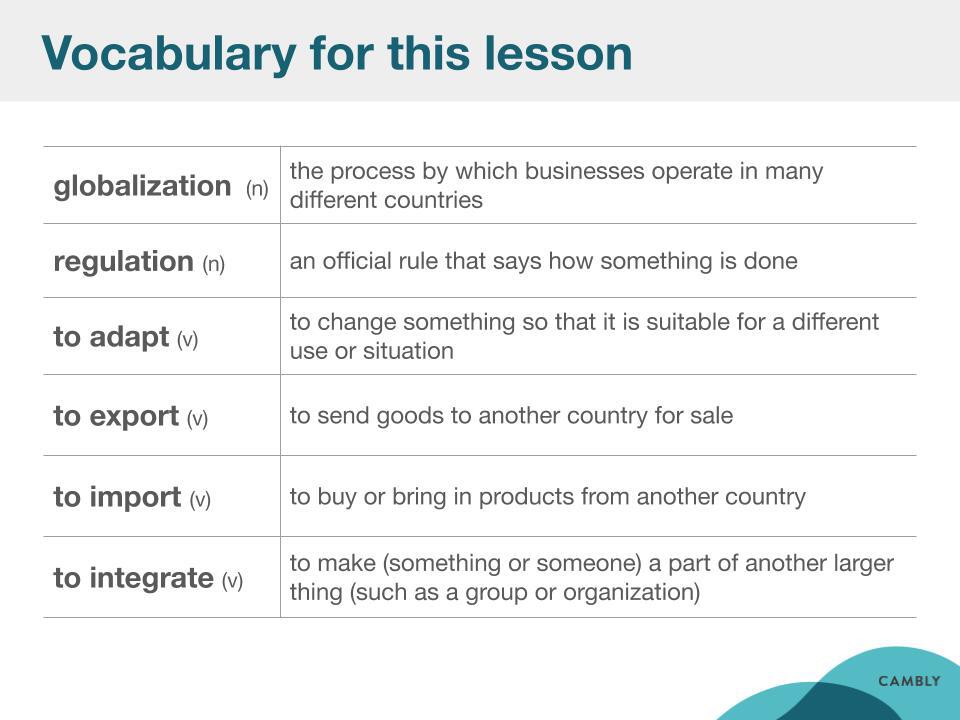 Vocabulary for this lesson
globalization (n)
the process by which businesses operate in many
different countries
regulation (n)
an official rule that says how something is done
to adapt (v)
to change something so that it is suitable for a different
use or situation
to export (v)
to send goods to another country for sale
to import (v)
to buy or bring in products from another country
to integrate (v)
to make (something or someone) a part of another larger
thing (such as a group or organization)
CAMBLY